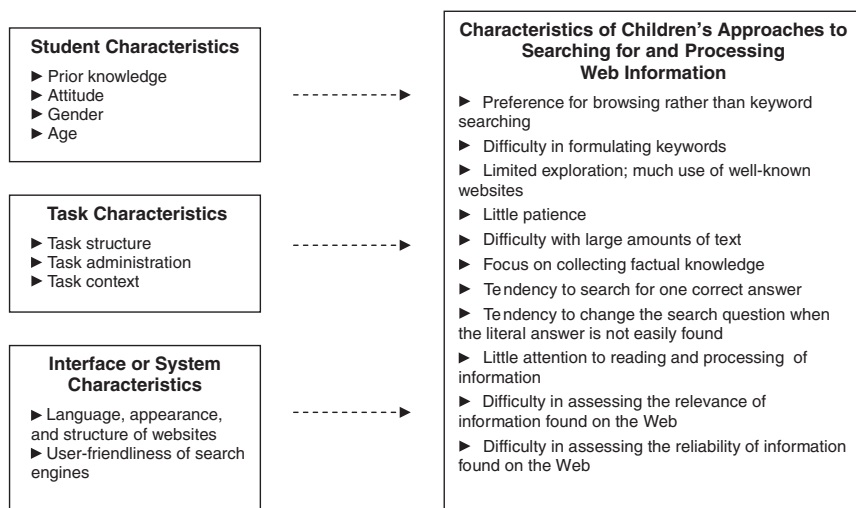 Student Characteristics
► Prior knowledge
► Attitude
► Gender
► Age
Task Characteristics
► Task structure
► Task administration
► Task context
Interface or System
Characteristics
► Language, appearance,
and structure of websites
► User-friendliness of search
engines
Characteristics of Children's Approaches to
Searching for and Processing
Web Information
► Preference for browsing rather than keyword
searching
► Difficulty in formulating keywords
► Limited exploration; much use of well-known
websites
► Little patience
► Difficulty with large amounts of text
► Focus on collecting factual knowledge
► Tendency to search for one correct answer
► Tendency to change the search question when
the literal answer is not easily found
► Little attention to reading and processing of
information
► Difficulty in assessing the relevance of
information found on the Web
► Difficulty in assessing the reliability of information
found on the Web